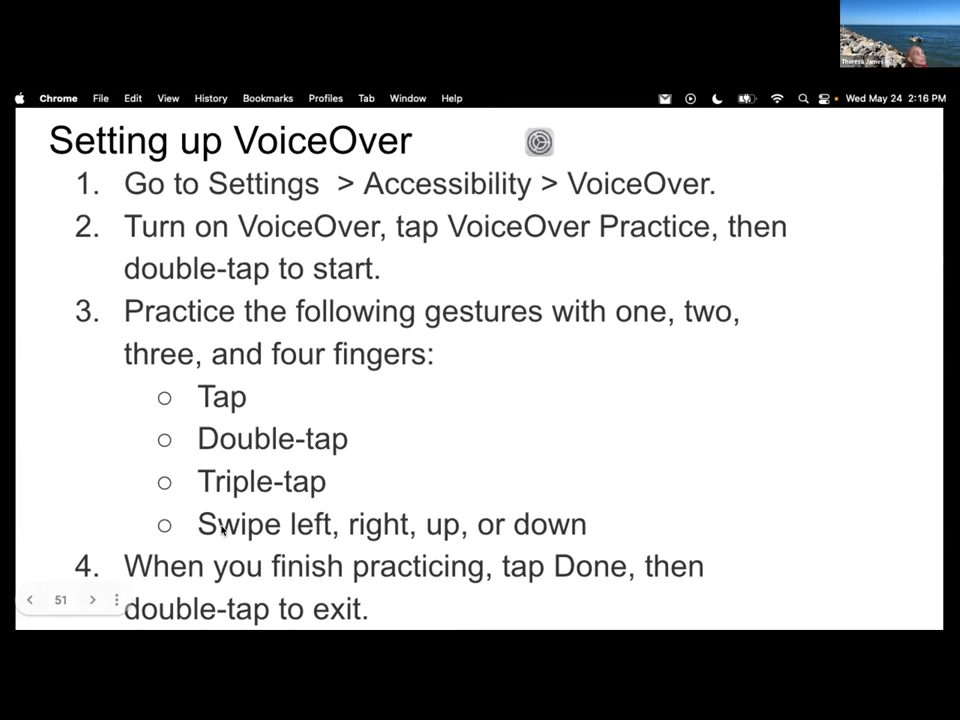 Theresa James
Chrome File Edit View History Bookmarks Profiles Tab Window Help Wed May 24 2:16 PM
Setting up VoiceOver
1. Go to Settings > Accessibility > VoiceOver.
2. Turn on VoiceOver, tap VoiceOver Practice, then
double-tap to start.
3. Practice the following gestures with one, two,
three, and four fingers:
○ Tap
○ Double-tap
○ Triple-tap
○ Swipe left, right, up, or down
4. When you finish practicing, tap Done, then
51
double-tap to exit.